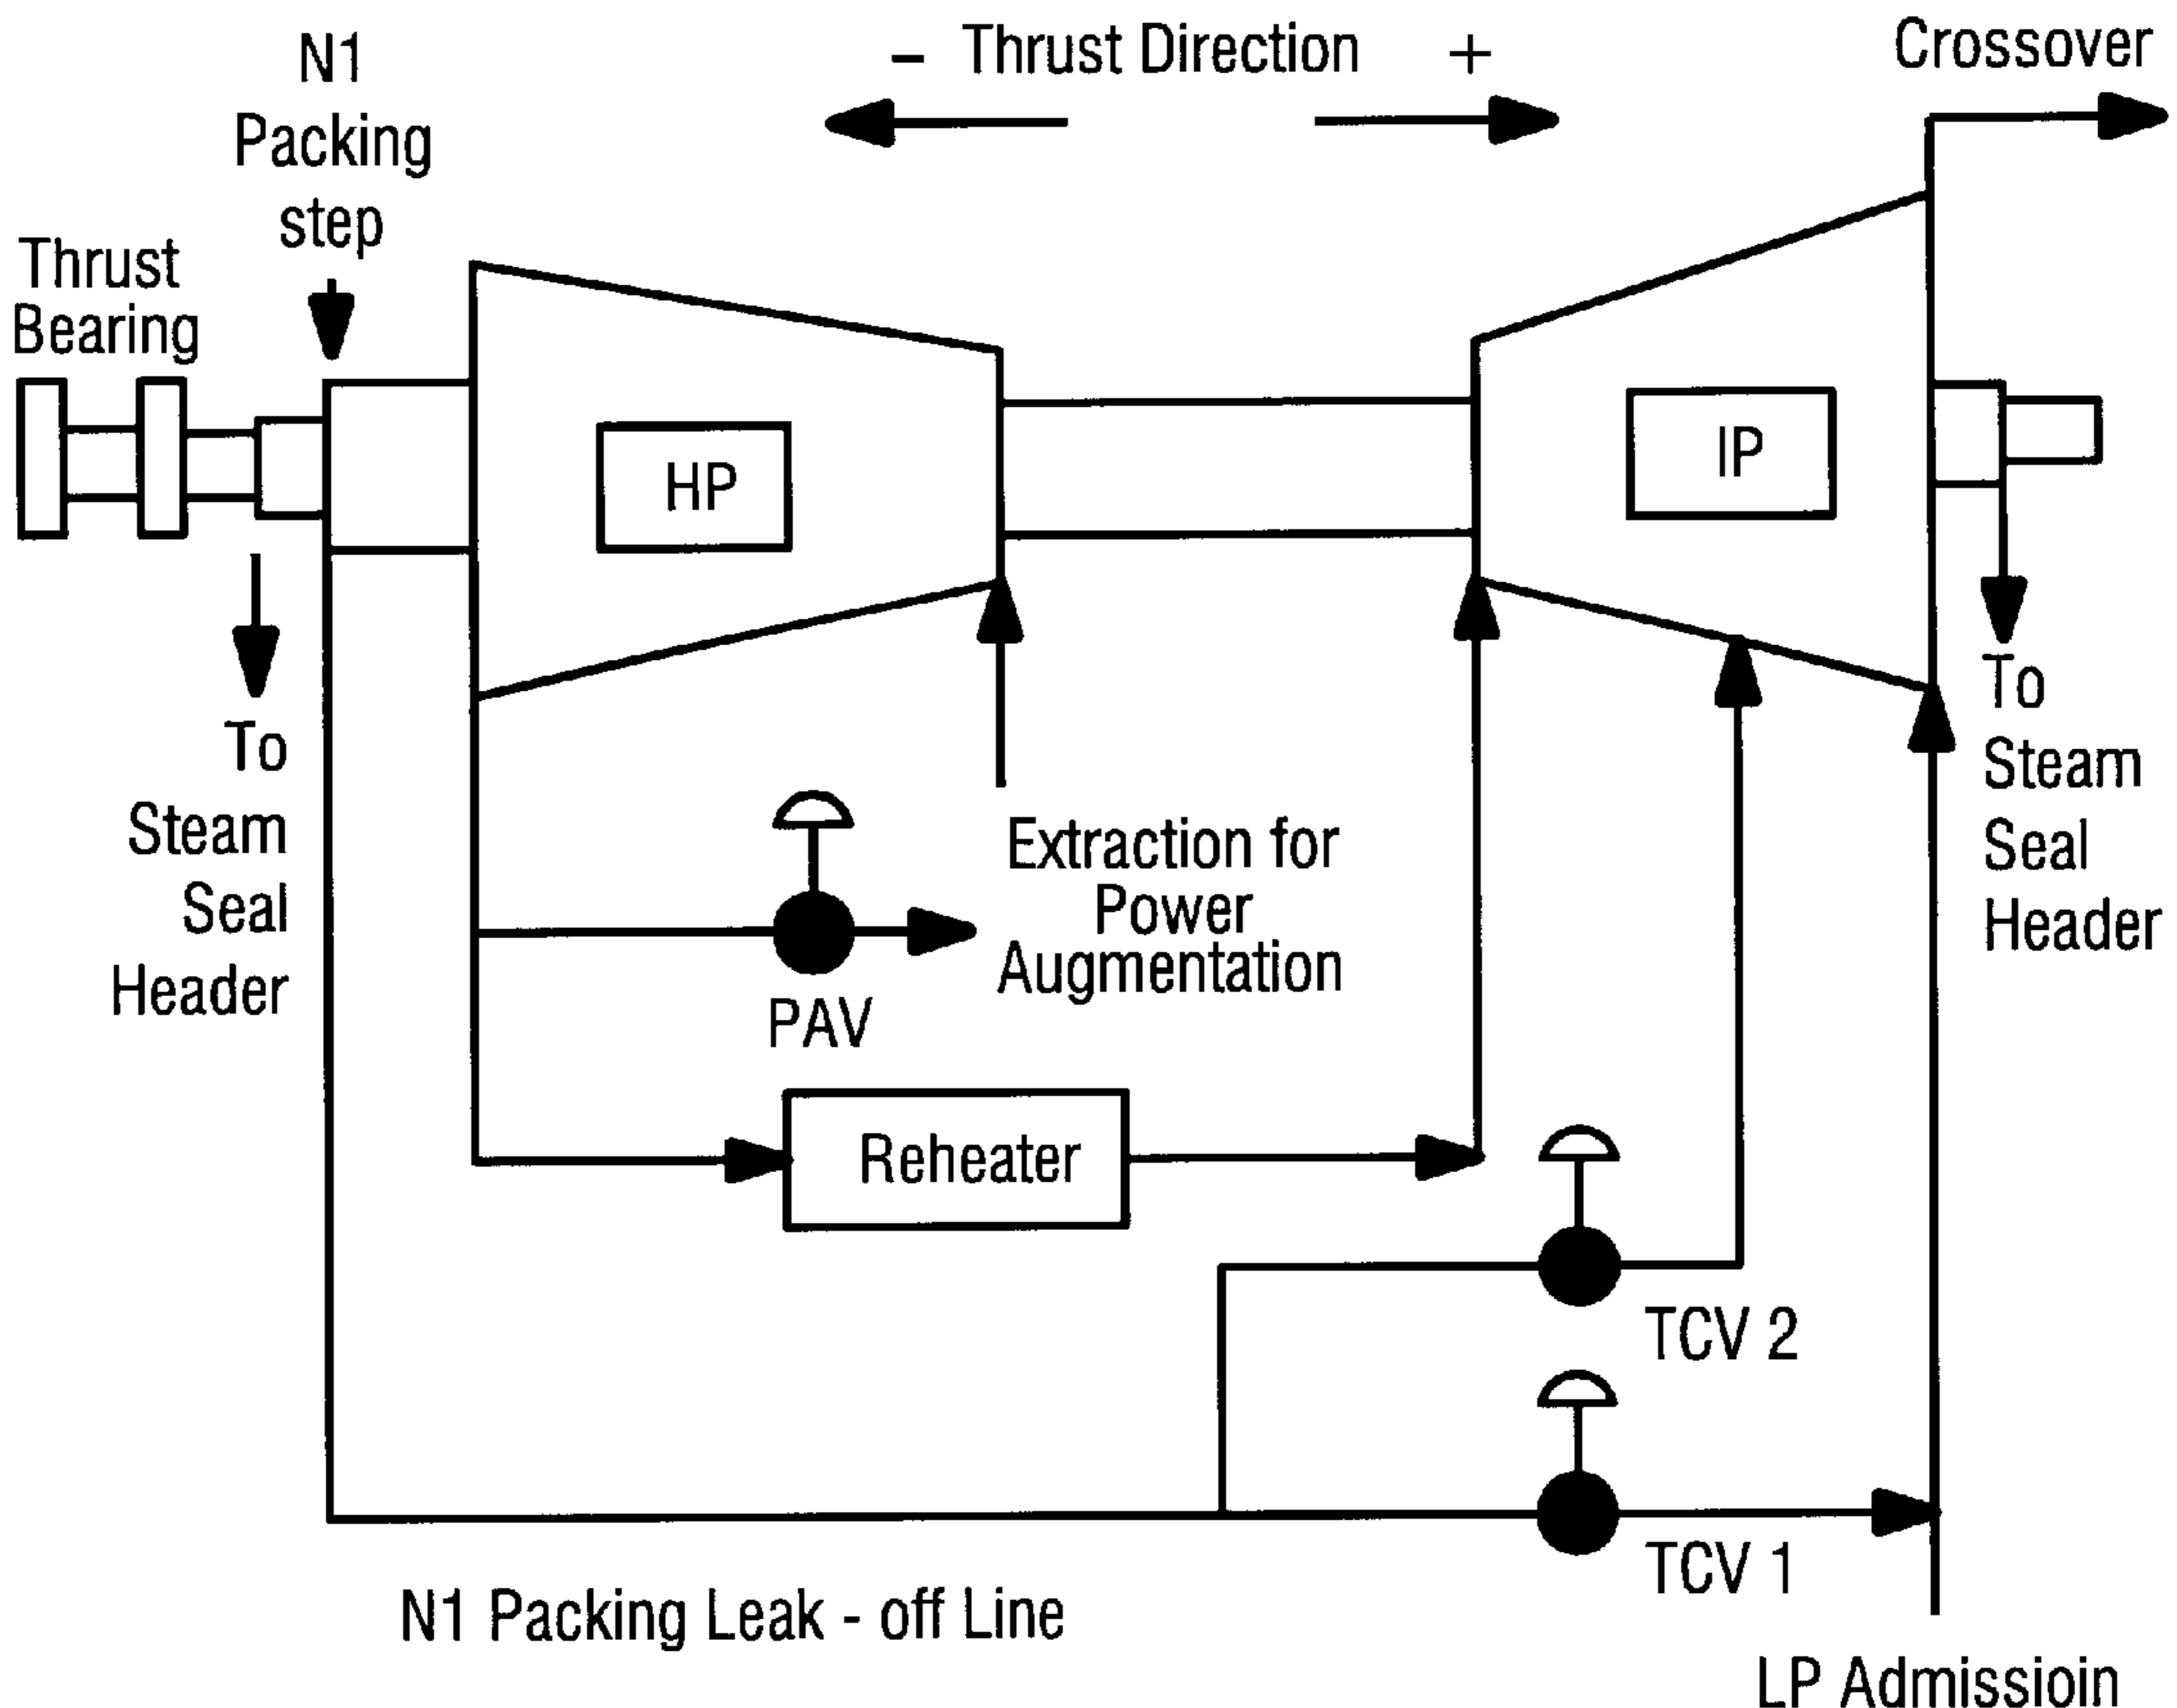 N1
Packing
step
– Thrust Direction +
Crossover
Thrust
Bearing
HP
IP
To
Steam
Seal
Header
To
Steam
Seal
Header
Extraction for
Power
Augmentation
PAV
Reheater
TCV 2
TCV 1
N1 Packing Leak - off Line
LP Admissioin